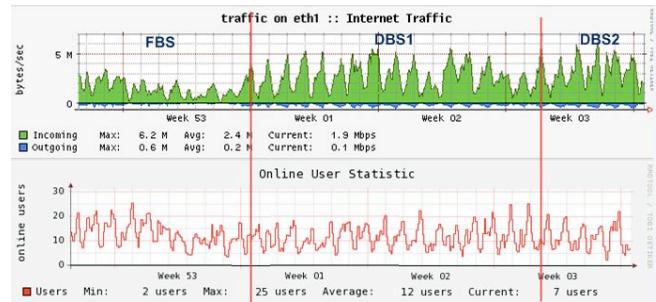 traffic on eth1 :: Internet Traffic
FBS DBS1 DBS2
bytes/sec
5 M
0
Week 53 Week 01 Week 02 Week 03
Incoming Max: 6.2 M Avg: 2.4 M Current: 1.9 Mbps
Outgoing Max: 0.6 M Avg: 0.2 M Current: 0.1 Mbps
Online User Statistic
online users
30
20
10
0
Week 53 Week 01 Week 02 Week 03
Users Min: 2 users Max: 25 users Average: 12 users Current: 7 users
RRDTOOL / TOBI OETIKER